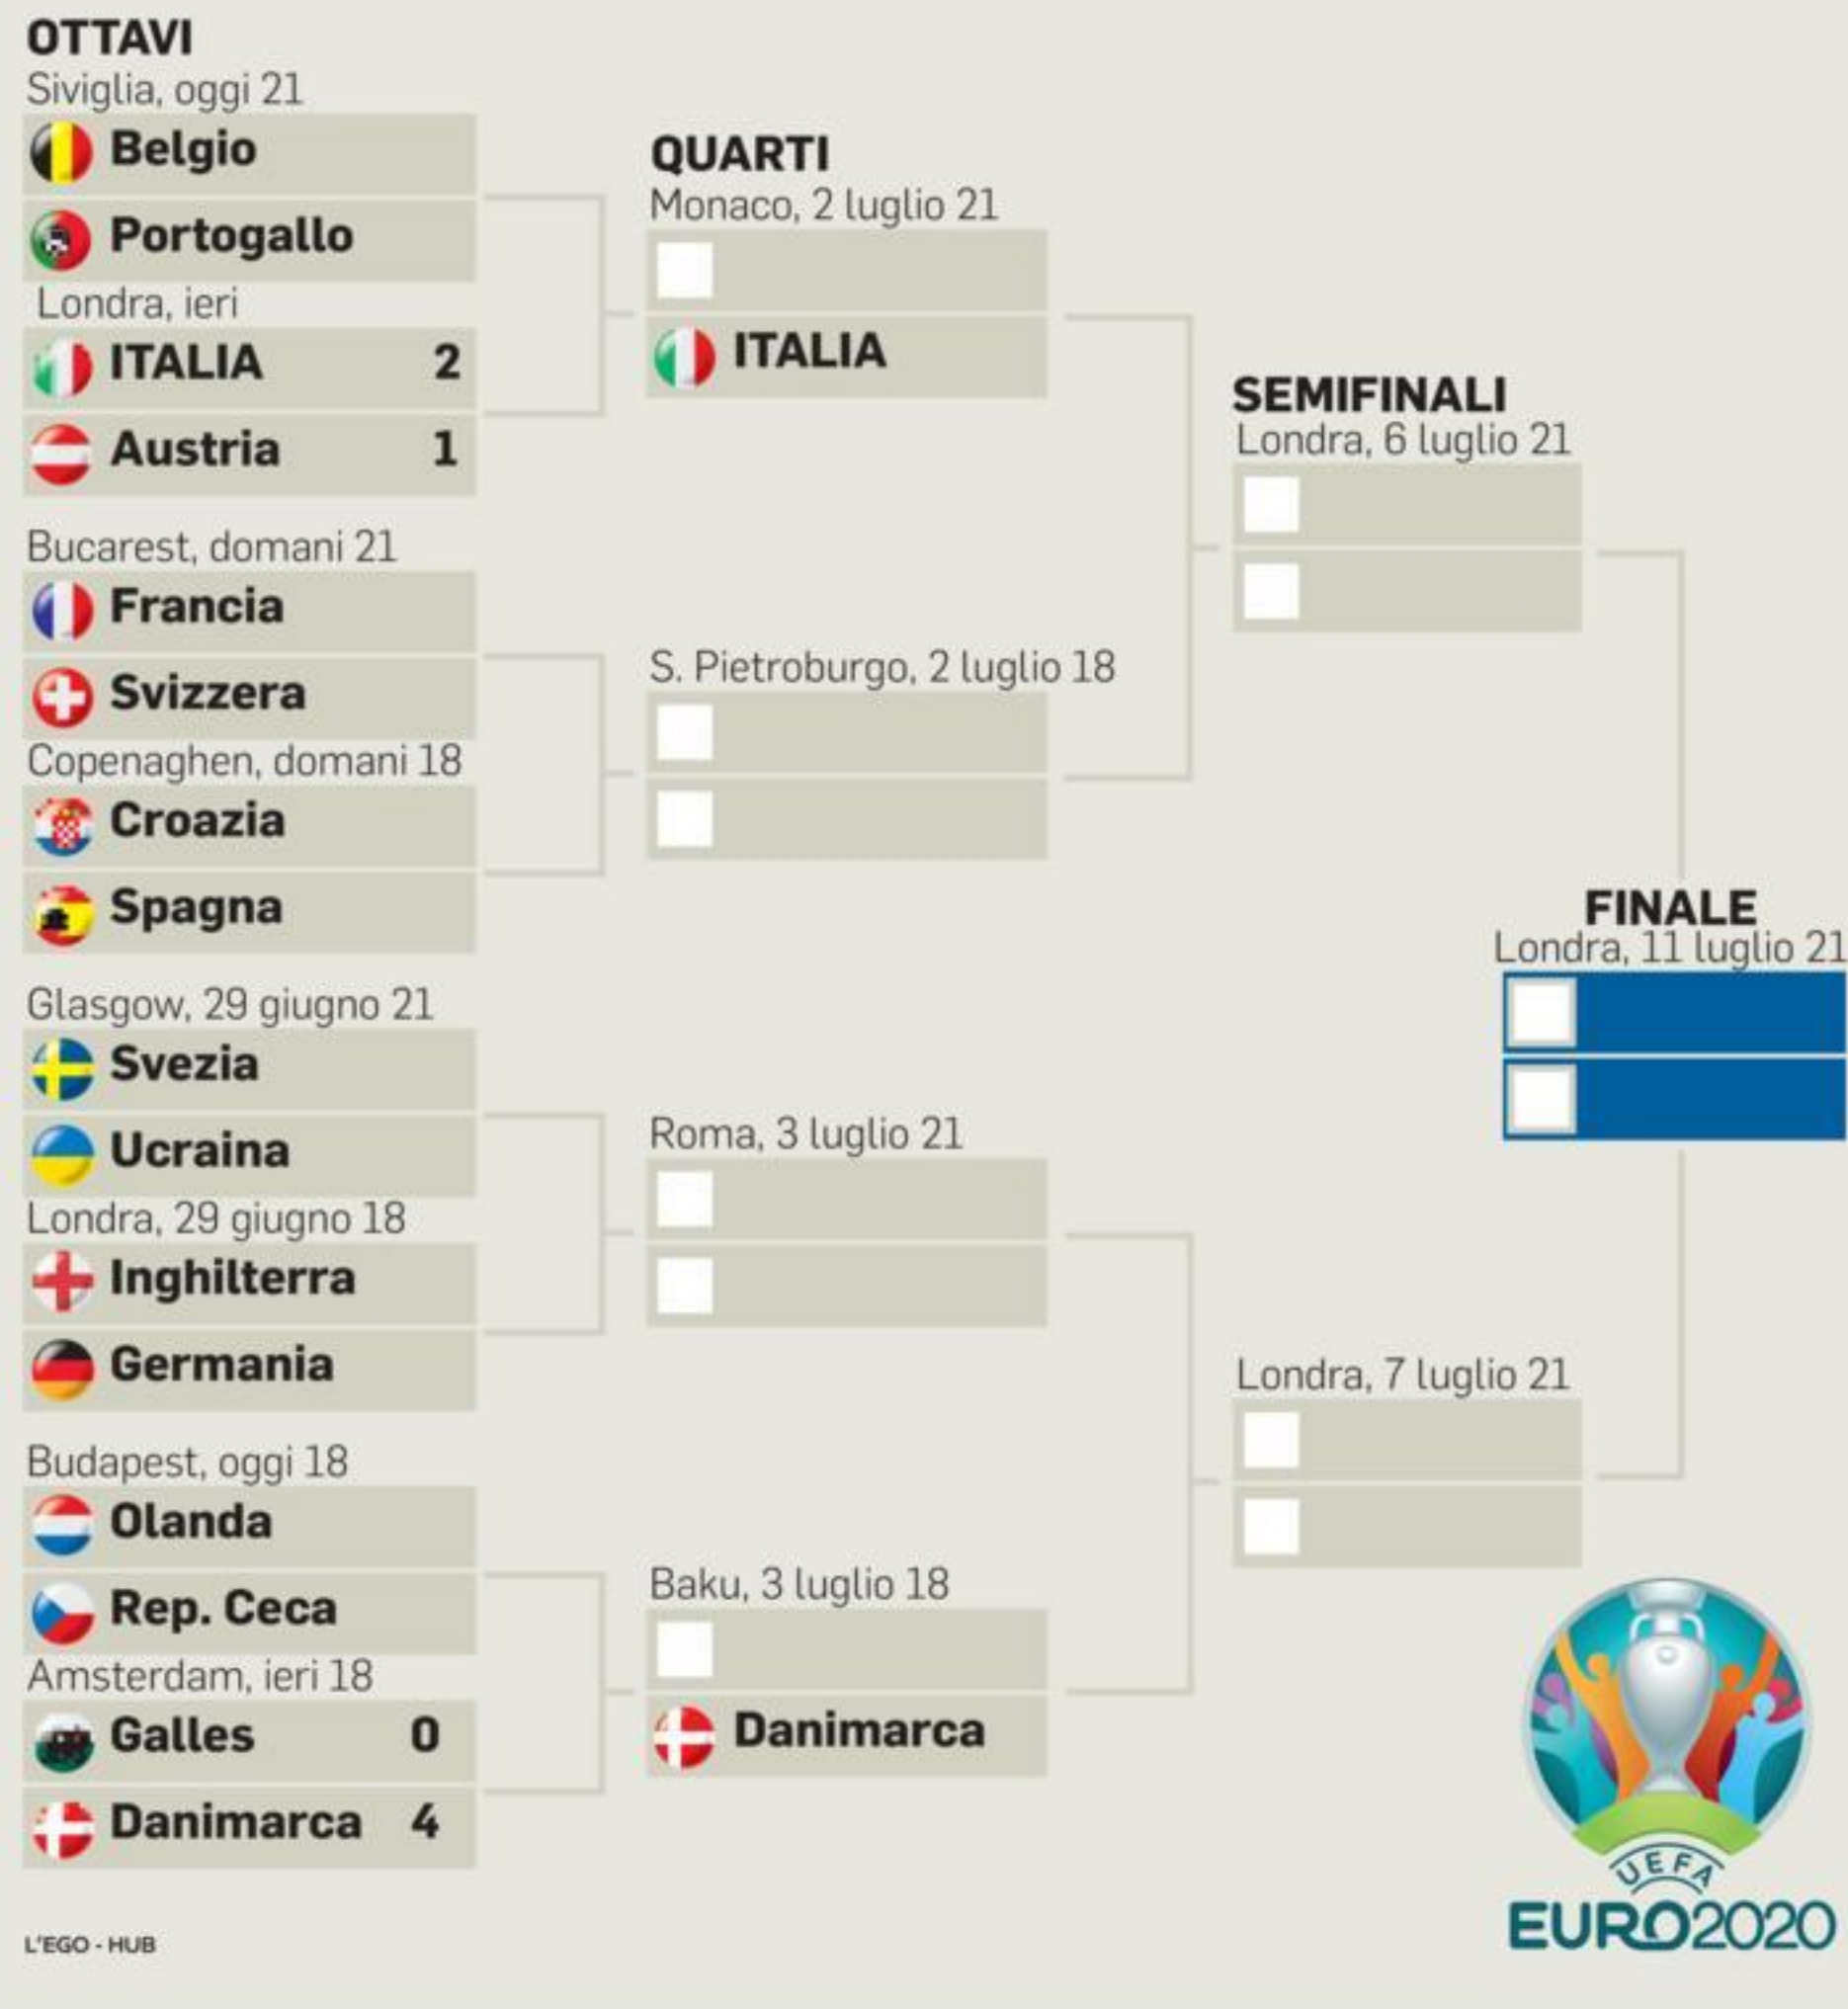 OTTAVI
Siviglia, oggi 21
Belgio
Portogallo
Londra, ieri
ITALIA 2
Austria 1
Bucarest, domani 21
Francia
Svizzera
Copenaghen, domani 18
Croazia
Spagna
Glasgow, 29 giugno 21
Svezia
Ucraina
Londra, 29 giugno 18
Inghilterra
Germania
Budapest, oggi 18
Olanda
Rep. Ceca
Amsterdam, ieri 18
Galles 0
Danimarca 4
QUARTI
Monaco, 2 luglio 21
ITALIA
S. Pietroburgo, 2 luglio 18
Roma, 3 luglio 21
Baku, 3 luglio 18
Danimarca
SEMIFINALI
Londra, 6 luglio 21
Londra, 7 luglio 21
FINALE
Londra, 11 luglio 21
UEFA
EURO2020
L'EGO - HUB